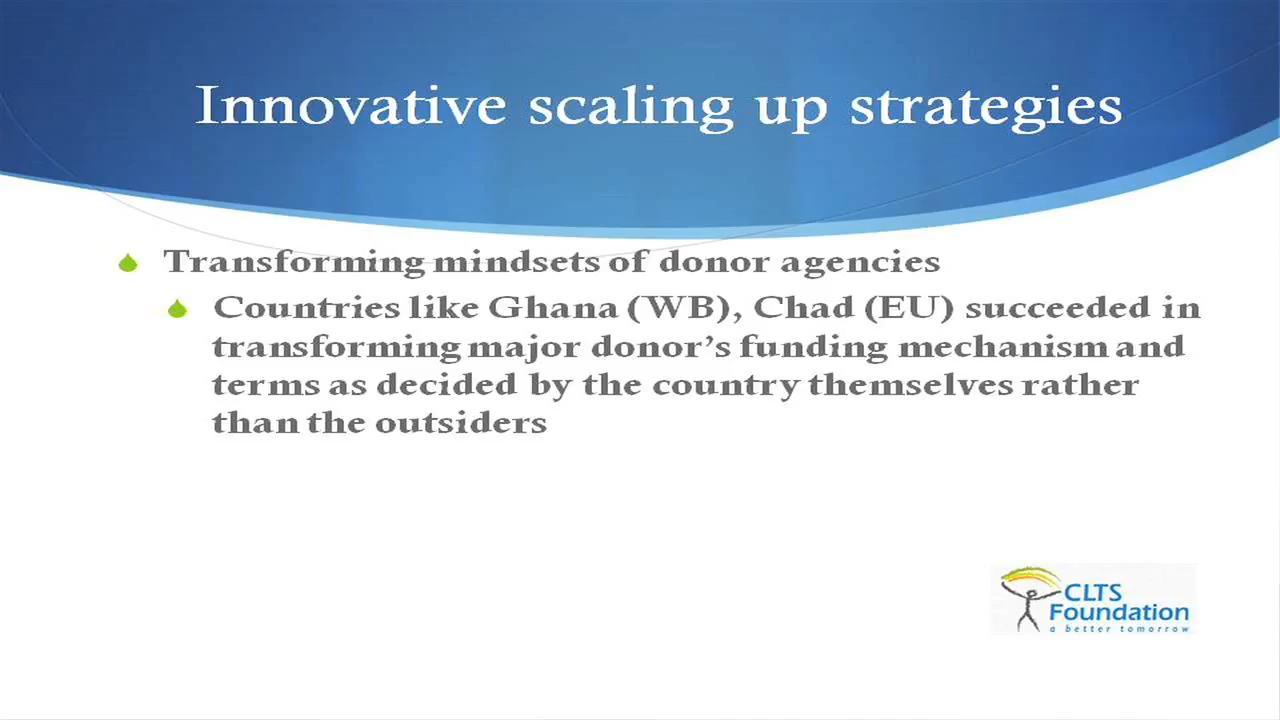 Innovative scaling up strategies
Transforming mindsets of donor agencies
Countries like Ghana (WB), Chad (EU) succeeded in
transforming major donor's funding mechanism and
terms as decided by the country themselves rather
than the outsiders
CLTS
Foundation
a better tomorrow